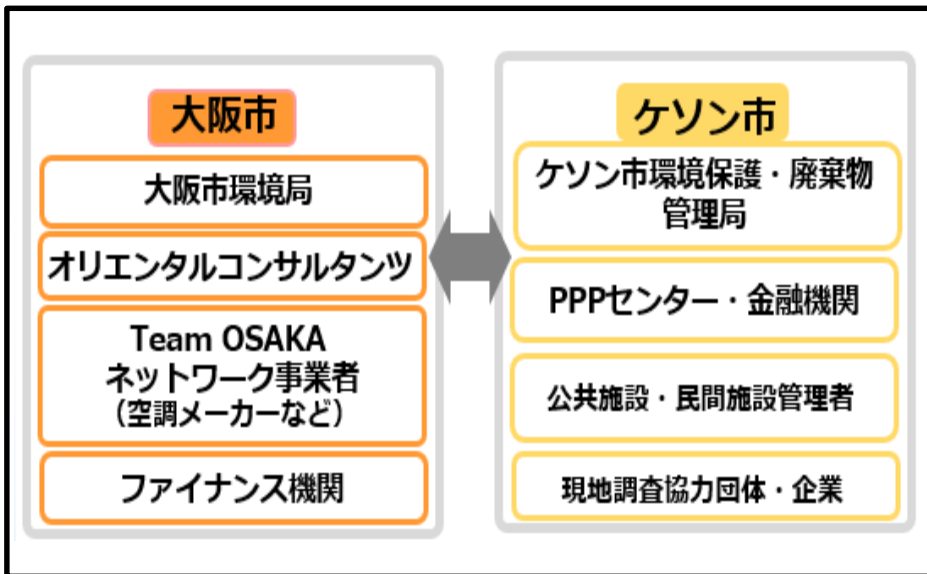 大阪市
大阪市環境局
オリエンタルコンサルタンツ
Team OSAKA
ネットワーク事業者
（空調メーカーなど）
ファイナンス機関
ケソン市
ケソン市環境保護・廃棄物
管理局
PPPセンター・金融機関
公共施設・民間施設管理者
現地調査協力団体・企業